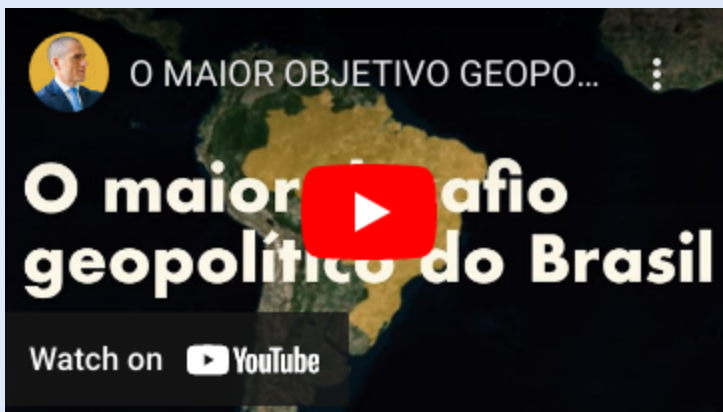 O MAIOR OBJETIVO GEOPO...
O maior afio
geopolítico do Brasil
Watch on YouTube